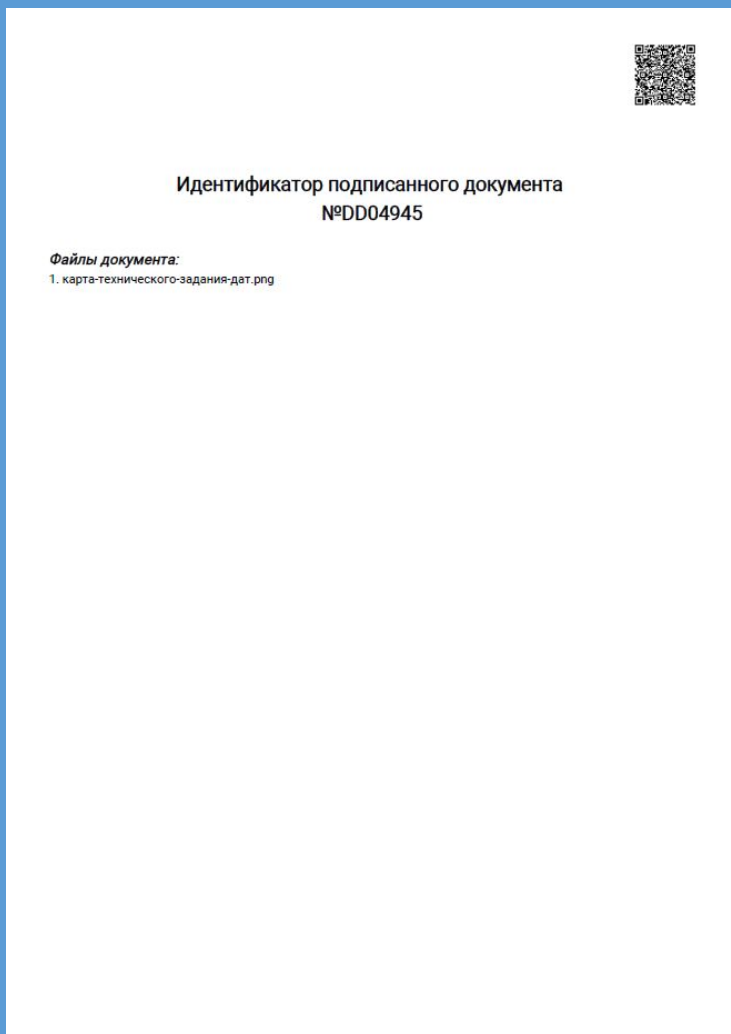 Идентификатор подписанного документа
№DD04945
Файлы документа:
1. карта-технического-задания-дат.png